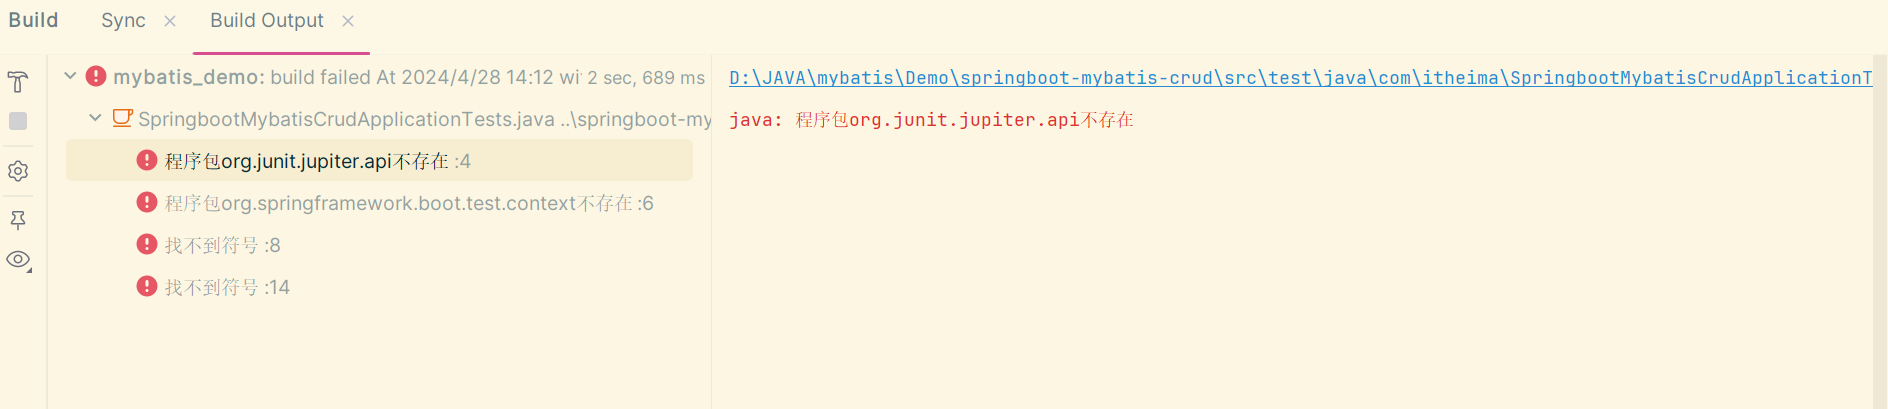 Build Sync Build Output
mybatis_demo: build failed At 2024/4/28 14:12 wi 2 sec, 689 ms
SpringbootMybatisCrudApplicationTests.java ..\springboot-my
程序包org.junit.jupiter.api不存在 :4
程序包org.springframework.boot.test.context不存在 :6
找不到符号 :8
找不到符号 :14
D:\JAVA\mybatis\Demo\springboot-mybatis-crud\src\test\java\com\itheima\SpringbootMybatisCrudApplicationT
java: 程序包org.junit.jupiter.api不存在